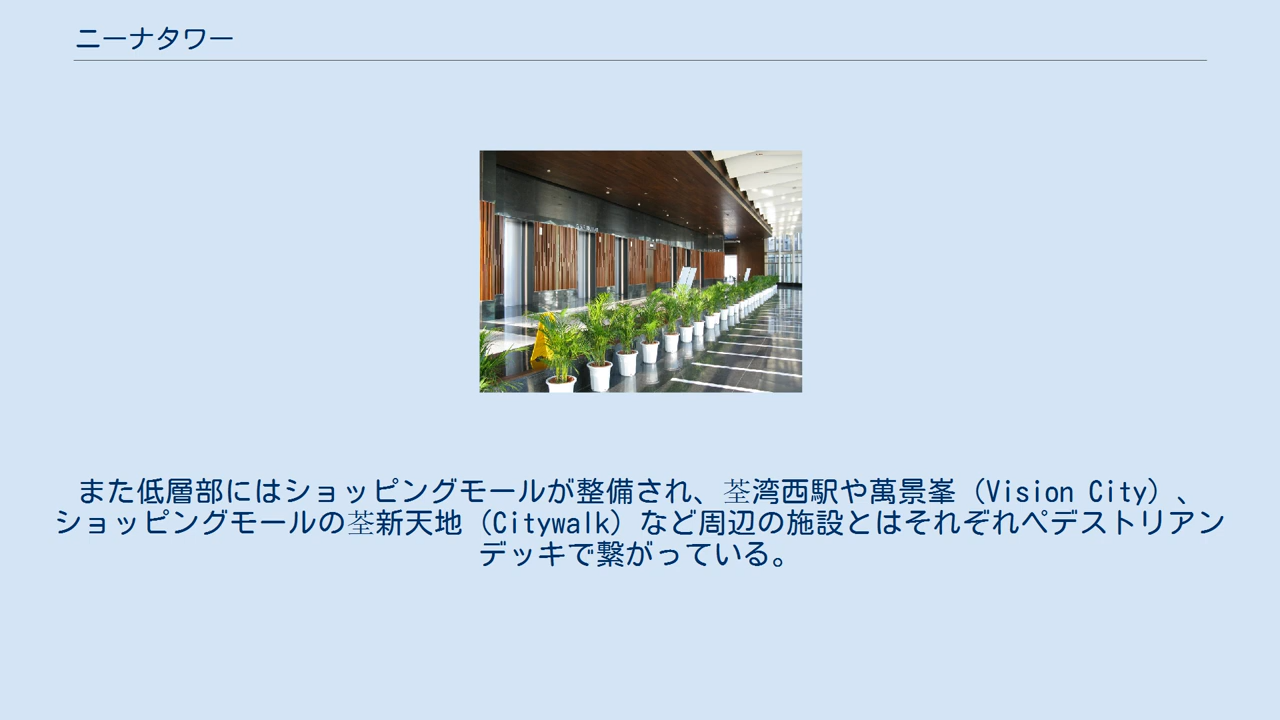 ニーナタワー
また低層部にはショッピングモールが整備され、荃湾西駅や萬景峯（Vision City）、
ショッピングモールの荃新天地（Citywalk）など周辺の施設とはそれぞれペデストリアン
デッキで繋がっている。